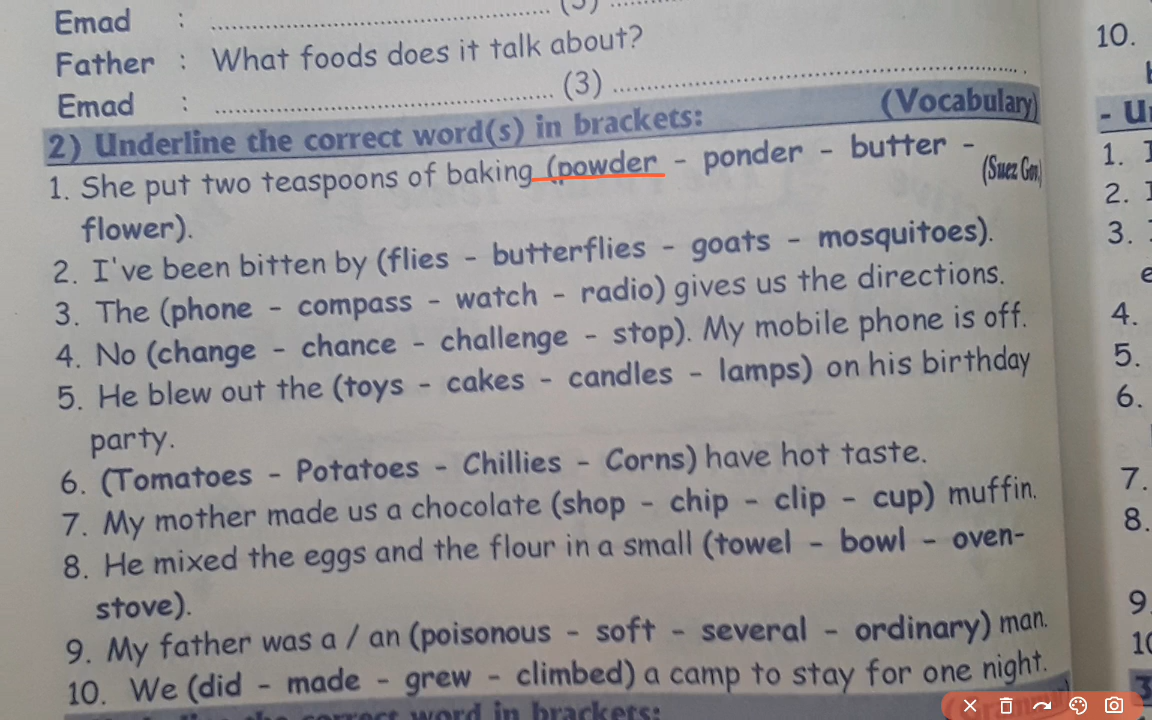 Emad : (3)
Father : What foods does it talk about?
Emad : (3)
2) Underline the correct word(s) in brackets: (Vocabulary)
1. She put two teaspoons of baking (powder - ponder - butter - (Suez Gov.)
flower).
2. I've been bitten by (flies - butterflies - goats - mosquitoes).
3. The (phone - compass - watch - radio) gives us the directions.
4. No (change - chance - challenge - stop). My mobile phone is off.
5. He blew out the (toys - cakes - candles - lamps) on his birthday
party.
6. (Tomatoes - Potatoes - Chillies - Corns) have hot taste.
7. My mother made us a chocolate (shop - chip - clip - cup) muffin.
8. He mixed the eggs and the flour in a small (towel - bowl - oven-
stove).
9. My father was a / an (poisonous - soft - several - ordinary) man.
10. We (did - made - grew - climbed) a camp to stay for one night.
correct word in brackets:
10.
- U
1.
2.
3.
4.
5.
6.
7.
8.
9.
10
3